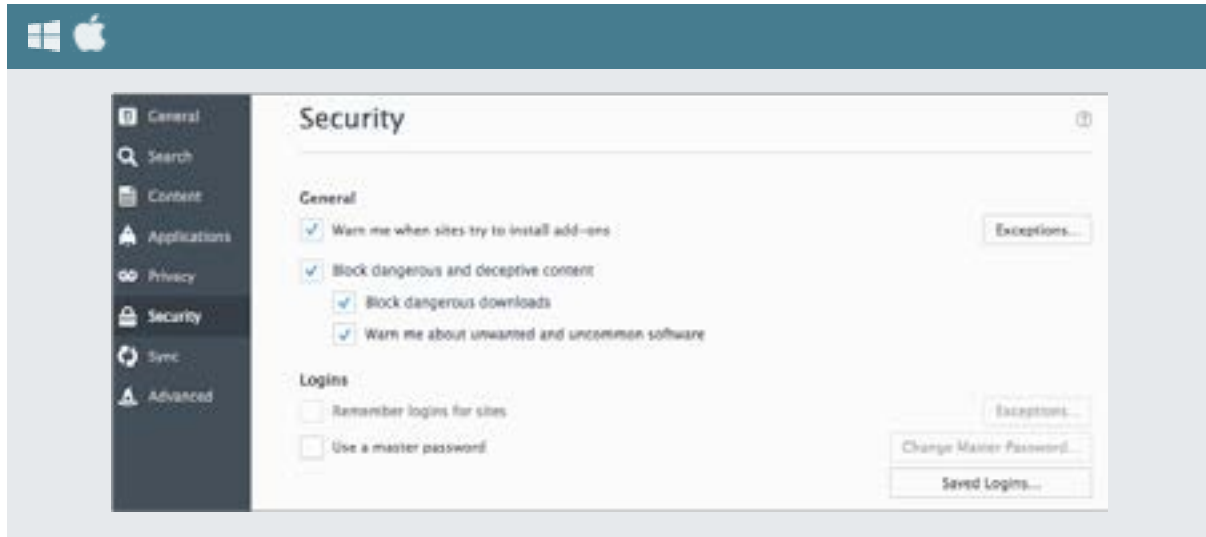 General
Search
Content
Applications
Privacy
Security
Sync
Advanced
Security
General
Warn me when sites try to install add-ons
Exceptions...
Block dangerous and deceptive content
Block dangerous downloads
Warn me about unwanted and uncommon software
Logins
Remember logins for sites
Exceptions...
Use a master password
Change Master Password...
Saved Logins...